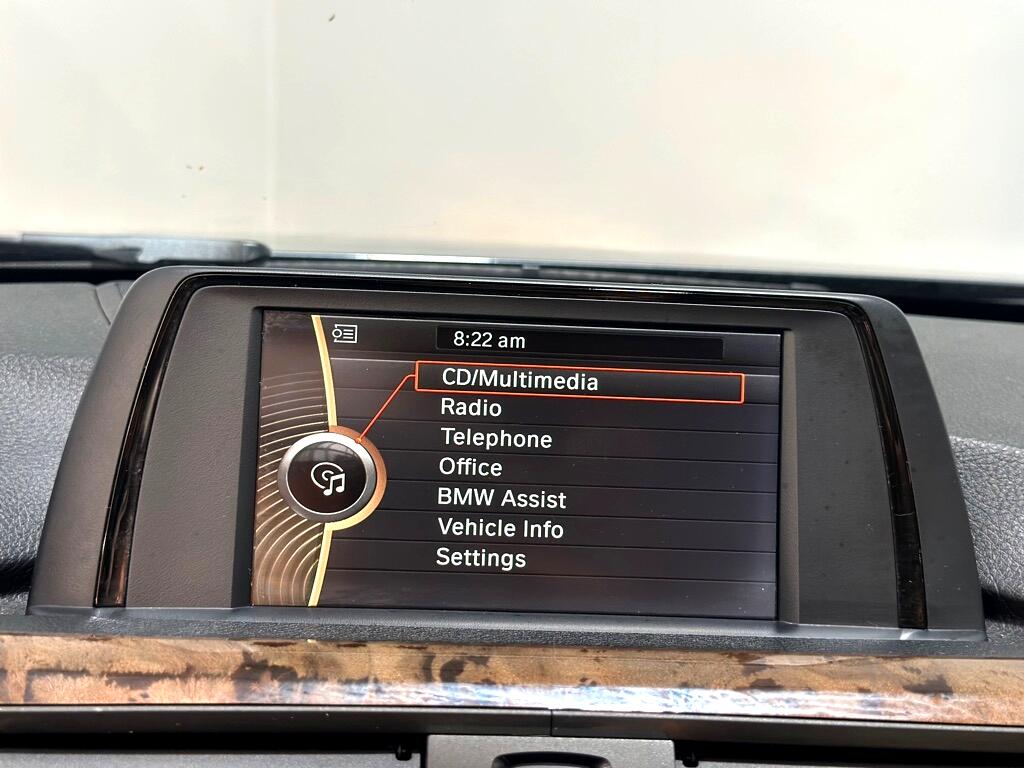 8:22 am
CD/Multimedia
Radio
Telephone
Office
BMW Assist
Vehicle Info
Settings